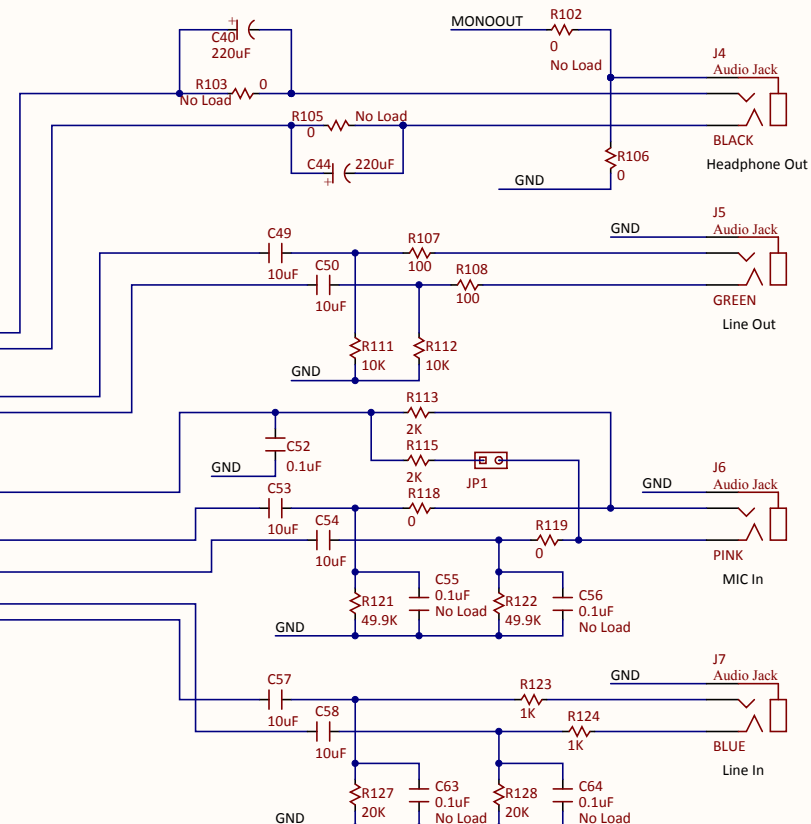 MONOOUT
R102
0
No Load
+
C40
220uF
R103
0
No Load
R105
0
No Load
C44
220uF
+
R106
0
GND
J4
Audio Jack
BLACK
Headphone Out
C49
10uF
C50
10uF
R107
100
R108
100
GND
J5
Audio Jack
GREEN
Line Out
R111
10K
R112
10K
GND
R113
2K
R115
2K
JP1
C52
0.1uF
GND
C53
10uF
C54
10uF
R118
0
R119
0
GND
J6
Audio Jack
PINK
MIC In
R121
49.9K
C55
0.1uF
No Load
R122
49.9K
C56
0.1uF
No Load
GND
C57
10uF
C58
10uF
R123
1K
R124
1K
GND
J7
Audio Jack
BLUE
Line In
R127
20K
C63
0.1uF
No Load
R128
20K
C64
0.1uF
No Load
GND